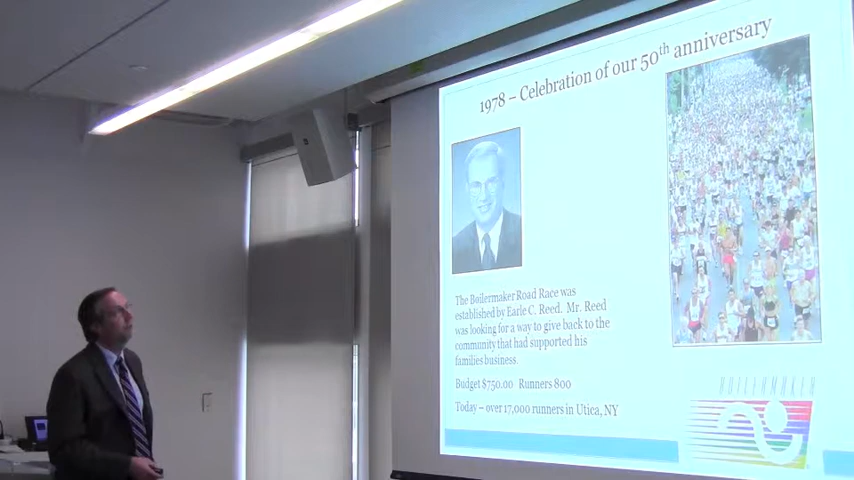 1978 – Celebration of our 50th anniversary
The Boilermaker Road Race was
established by Earle C. Reed. Mr. Reed
was looking for a way to give back to the
community that had supported his
families business.
Budget $750.00 Runners 800
Today – over 17,000 runners in Utica, NY
BOILERMAKER